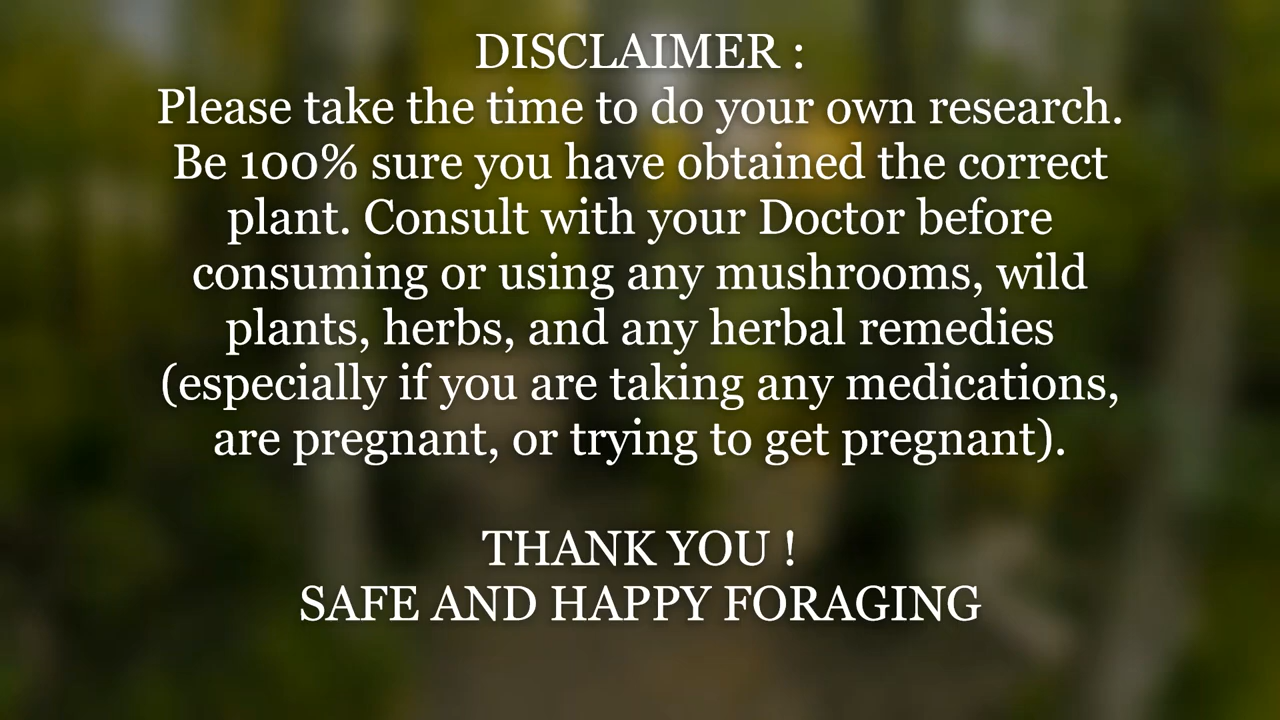 DISCLAIMER :
Please take the time to do your own research.
Be 100% sure you have obtained the correct
plant. Consult with your Doctor before
consuming or using any mushrooms, wild
plants, herbs, and any herbal remedies
(especially if you are taking any medications,
are pregnant, or trying to get pregnant).
THANK YOU !
SAFE AND HAPPY FORAGING